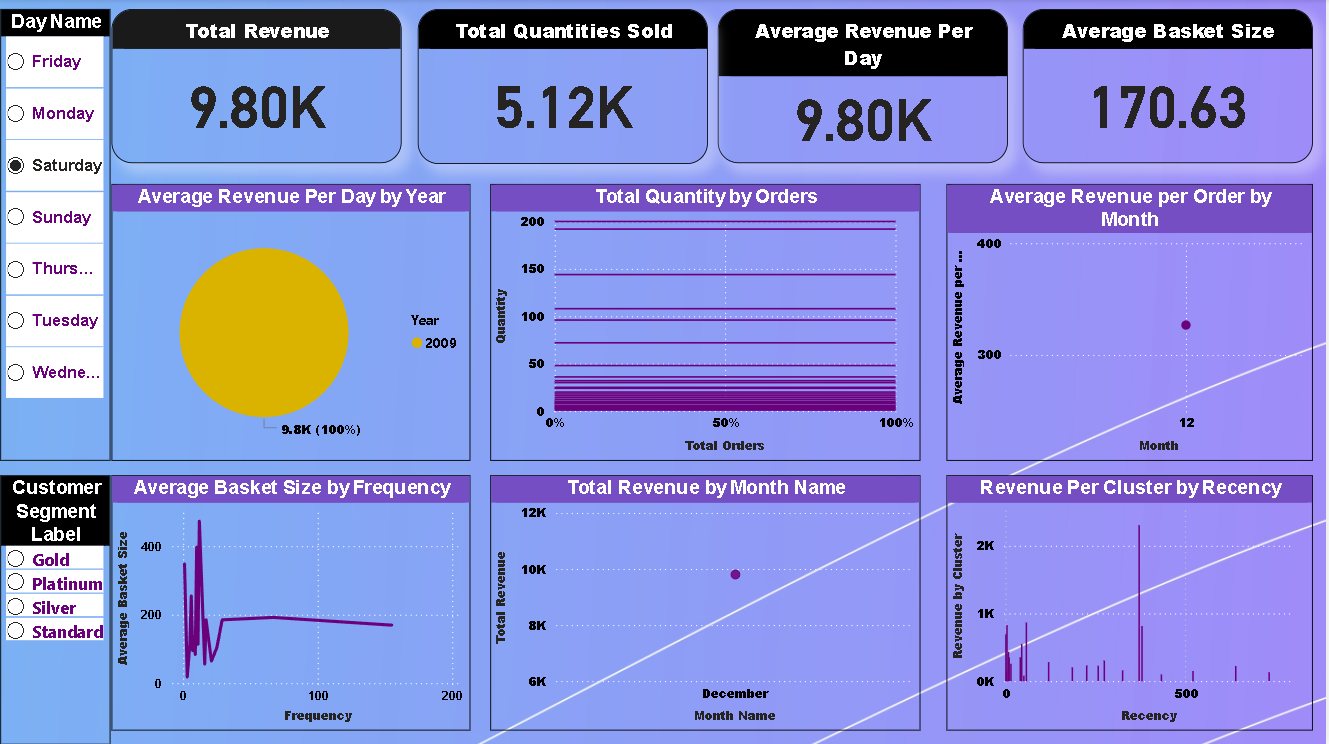 Day Name
Friday
Monday
Saturday
Sunday
Thurs...
Tuesday
Wedne...
Total Revenue
9.80K
Total Quantities Sold
5.12K
Average Revenue Per
Day
9.80K
Average Basket Size
170.63
Average Revenue Per Day by Year
Year
2009
9.8K (100%)
Total Quantity by Orders
Quantity
200
150
100
50
0
0%
50%
100%
Total Orders
Average Revenue per Order by
Month
Average Revenue per ...
400
300
12
Month
Customer
Segment
Label
Gold
Platinum
Silver
Standard
Average Basket Size by Frequency
Average Basket Size
400
200
0
0
100
200
Frequency
Total Revenue by Month Name
Total Revenue
12K
10K
8K
6K
December
Month Name
Revenue Per Cluster by Recency
Revenue by Cluster
2K
1K
0K
0
500
Recency